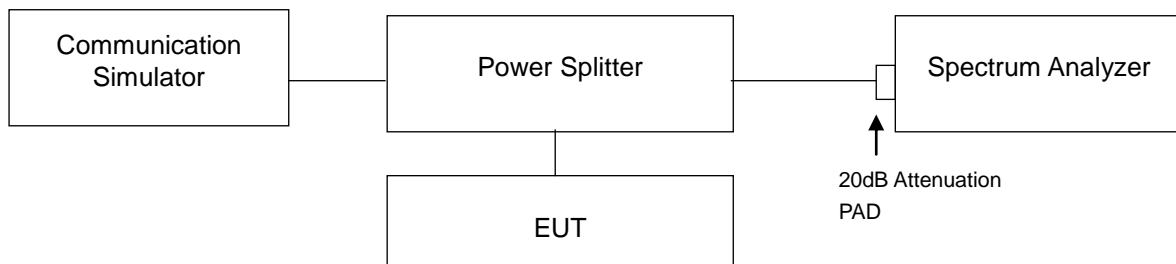 Communication
Simulator
Power Splitter
Spectrum Analyzer
20dB Attenuation
PAD
EUT